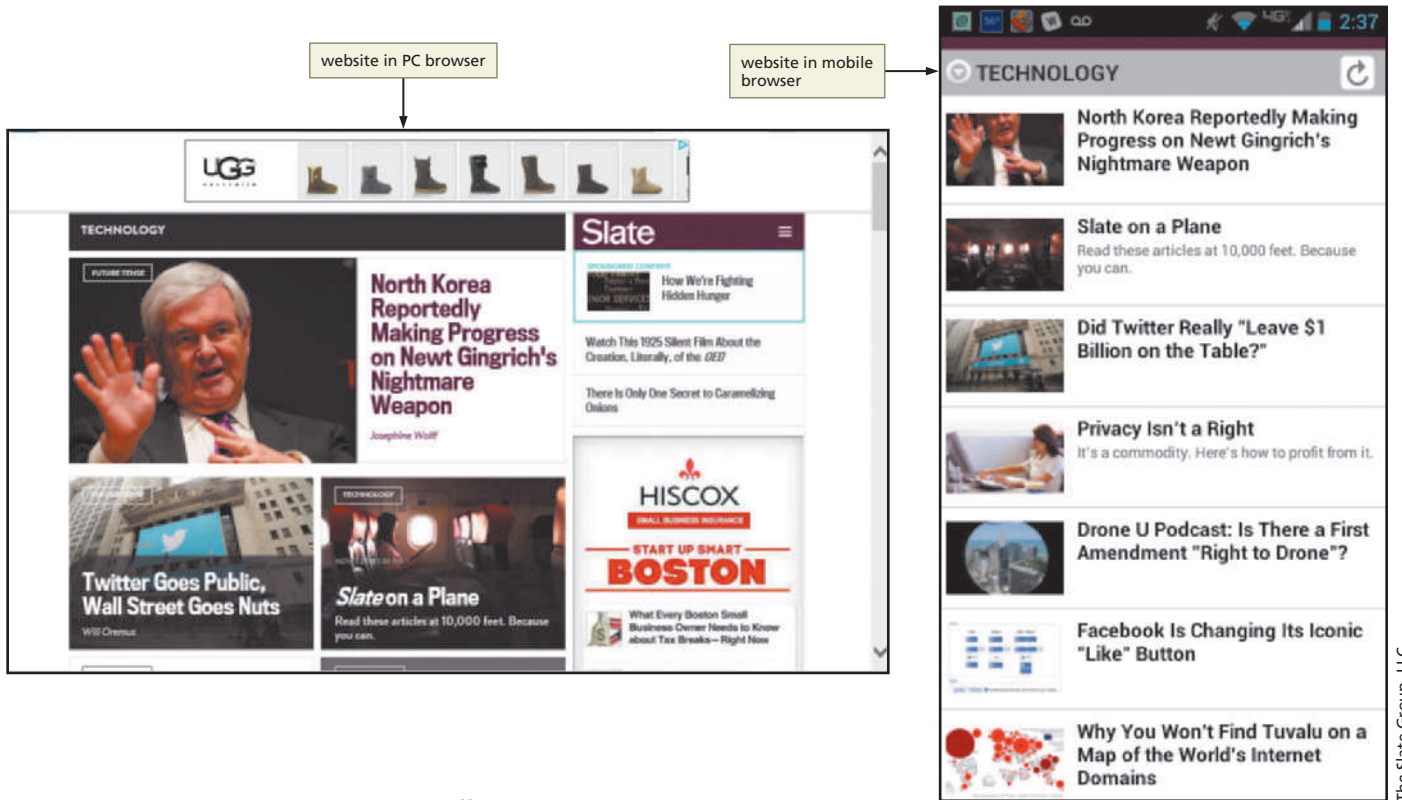 website in PC browser
website in mobile
browser
UGG
TECHNOLOGY
FUTURE TENSE
North Korea
Reportedly
Making Progress
on Newt Gingrich's
Nightmare
Weapon
Josephine Wolff
Twitter Goes Public,
Wall Street Goes Nuts
Will Oremus
TECHNOLOGY
Slate on a Plane
Read these articles at 10,000 feet. Because
you can.
Slate
SPONSORED CONTENT
How We're Fighting
Hidden Hunger
Watch This 1925 Silent Film About the
Creation, Literally, of the OED
There Is Only One Secret to Caramelizing
Onions
HISCOX
SMALL BUSINESS INSURANCE
START UP SMART
BOSTON
What Every Boston Small
Business Owner Needs to Know
about Tax Breaks—Right Now
56°
4G
2:37
TECHNOLOGY
North Korea Reportedly Making
Progress on Newt Gingrich's
Nightmare Weapon
Slate on a Plane
Read these articles at 10,000 feet. Because
you can.
Did Twitter Really "Leave $1
Billion on the Table?"
Privacy Isn't a Right
It's a commodity. Here's how to profit from it.
Drone U Podcast: Is There a First
Amendment "Right to Drone"?
Facebook Is Changing Its Iconic
"Like" Button
Why You Won't Find Tuvalu on a
Map of the World's Internet
Domains
The Slate Group, LLC